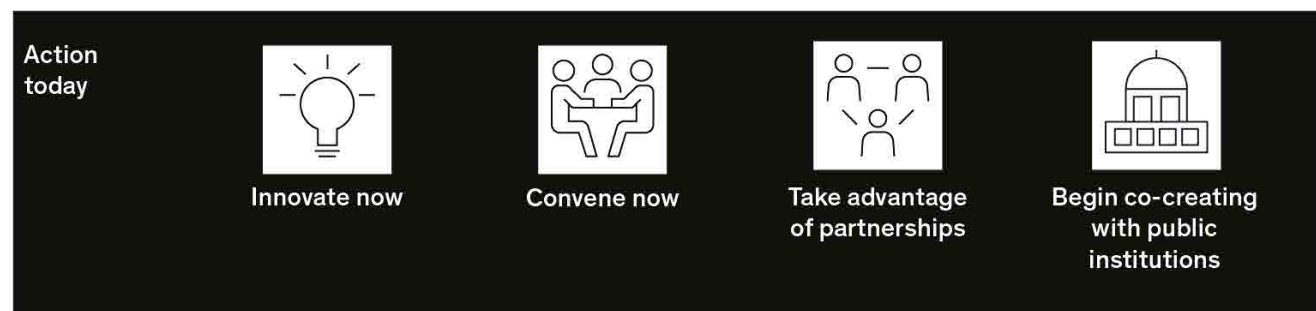 Action
today
Innovate now
Convene now
Take advantage
of partnerships
Begin co-creating
with public
institutions